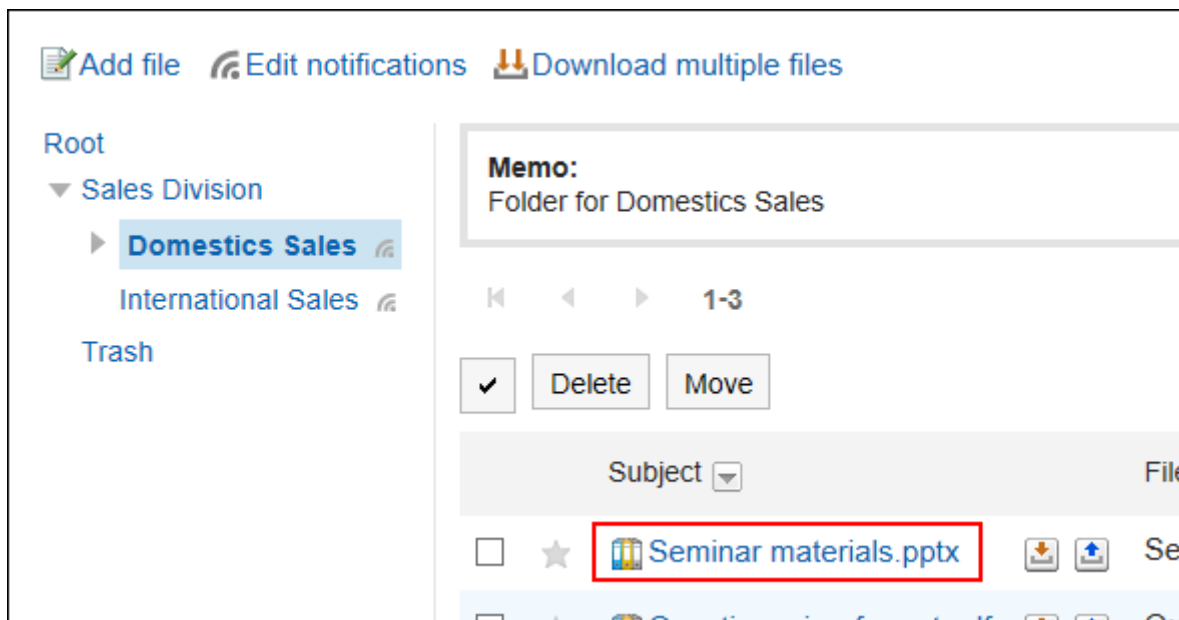 Add file Edit notifications Download multiple files
Root
Sales Division
Domestics Sales
International Sales
Trash
Memo:
Folder for Domestics Sales
1-3
Delete Move
Subject
Seminar materials.pptx